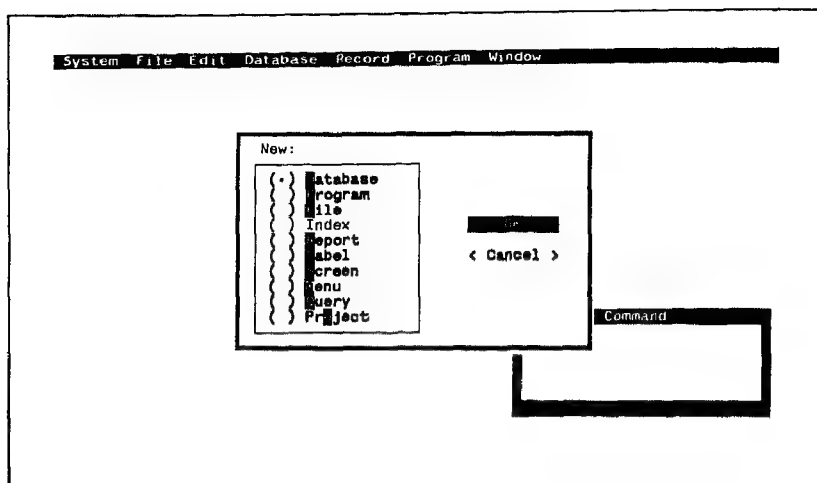 System File Edit Database Record Program Window
New:
(·) Database
( ) Program
( ) File
( ) Index
( ) Report
( ) Label
( ) Screen
( ) Menu
( ) Query
( ) Project
< Cancel >
Command